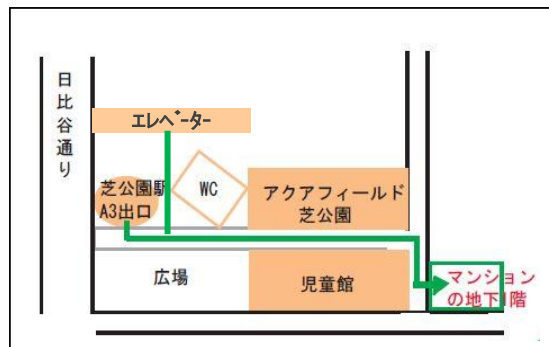 日比谷通り
エレベーター
芝公園駅
A3出口
WC
アクアフィールド
芝公園
広場
児童館
マンション
の地下1階